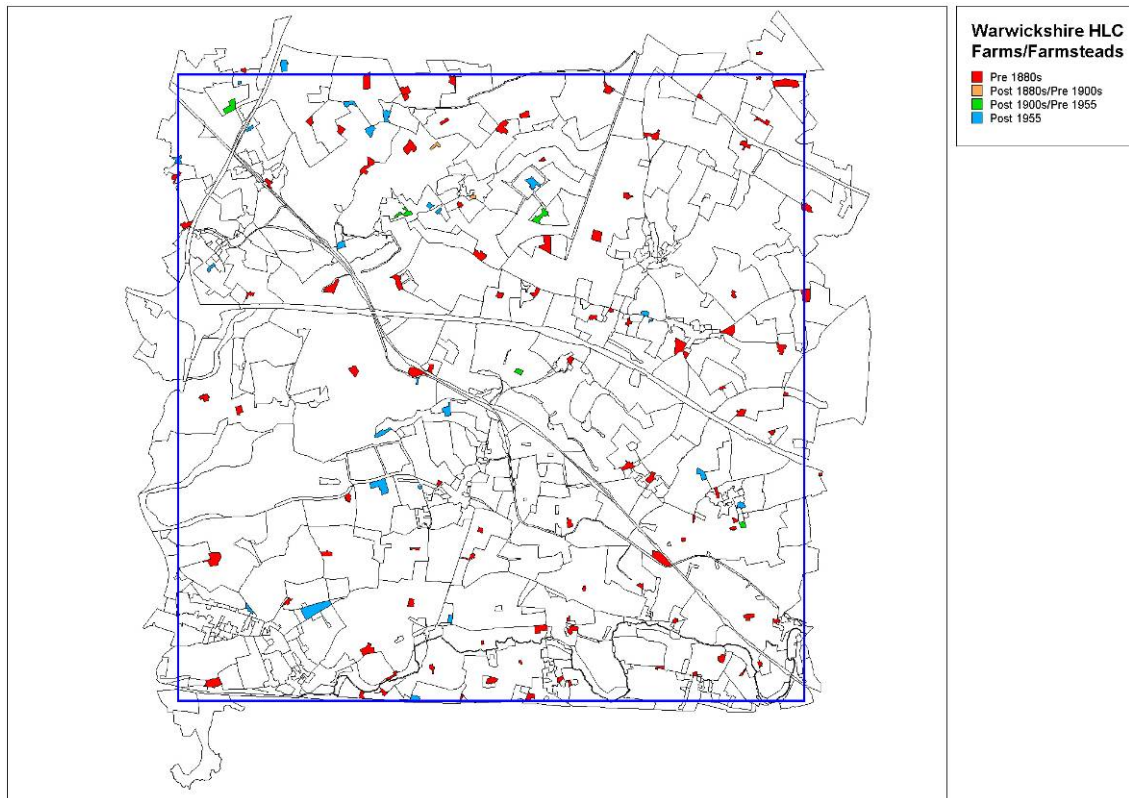 Warwickshire HLC
Farms/Farmsteads
Pre 1880s
Post 1880s/Pre 1900s
Post 1900s/Pre 1955
Post 1955